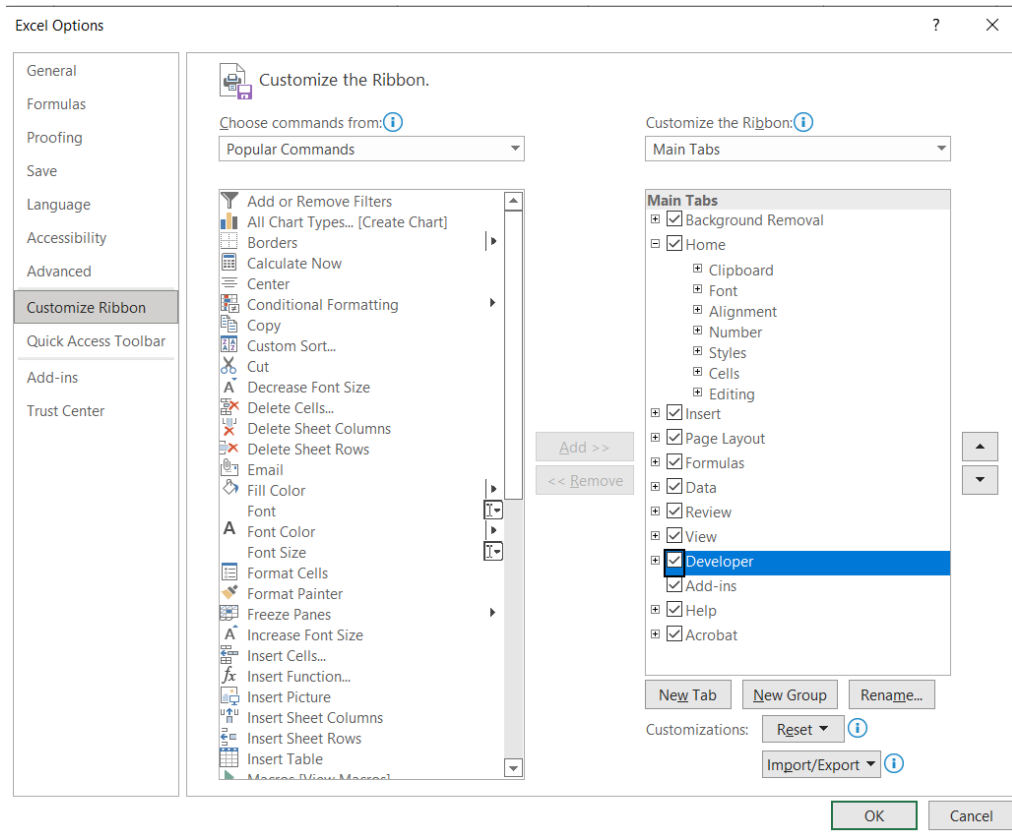 Excel Options
?
General
Formulas
Proofing
Save
Language
Accessibility
Advanced
Customize Ribbon
Quick Access Toolbar
Add-ins
Trust Center
Customize the Ribbon.
Choose commands from:
Popular Commands
Add or Remove Filters
All Chart Types... [Create Chart]
Borders
Calculate Now
Center
Conditional Formatting
Copy
Custom Sort...
Cut
Decrease Font Size
Delete Cells...
Delete Sheet Columns
Delete Sheet Rows
Email
Fill Color
Font
Font Color
Font Size
Format Cells
Format Painter
Freeze Panes
Increase Font Size
Insert Cells...
Insert Function...
Insert Picture
Insert Sheet Columns
Insert Sheet Rows
Insert Table
Macros [View Macros]
Add >>
<< Remove
Customize the Ribbon:
Main Tabs
Main Tabs
Background Removal
Home
Clipboard
Font
Alignment
Number
Styles
Cells
Editing
Insert
Page Layout
Formulas
Data
Review
View
Developer
Add-ins
Help
Acrobat
New Tab New Group Rename...
Customizations: Reset
Import/Export
OK Cancel